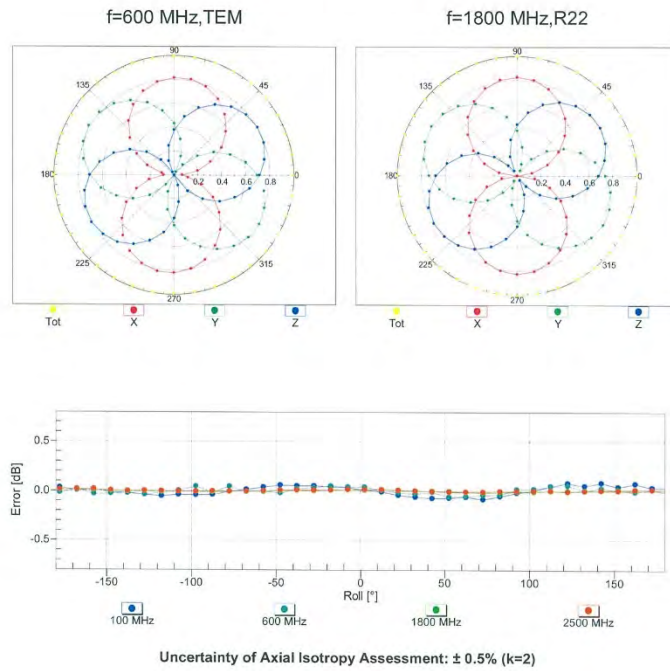 f=600 MHz,TEM
f=1800 MHz,R22
90
135
45
180
0.2 0.4 0.6 0.8
0
225
315
270
Tot X Y Z
90
135
45
180
0.2 0.4 0.6 0.8
0
225
315
270
Tot X Y Z
Error [dB]
0.5
0.0
-0.5
-150 -100 -50 0 50 100 150
Roll [°]
100 MHz 600 MHz 1800 MHz 2500 MHz
Uncertainty of Axial Isotropy Assessment: ± 0.5% (k=2)